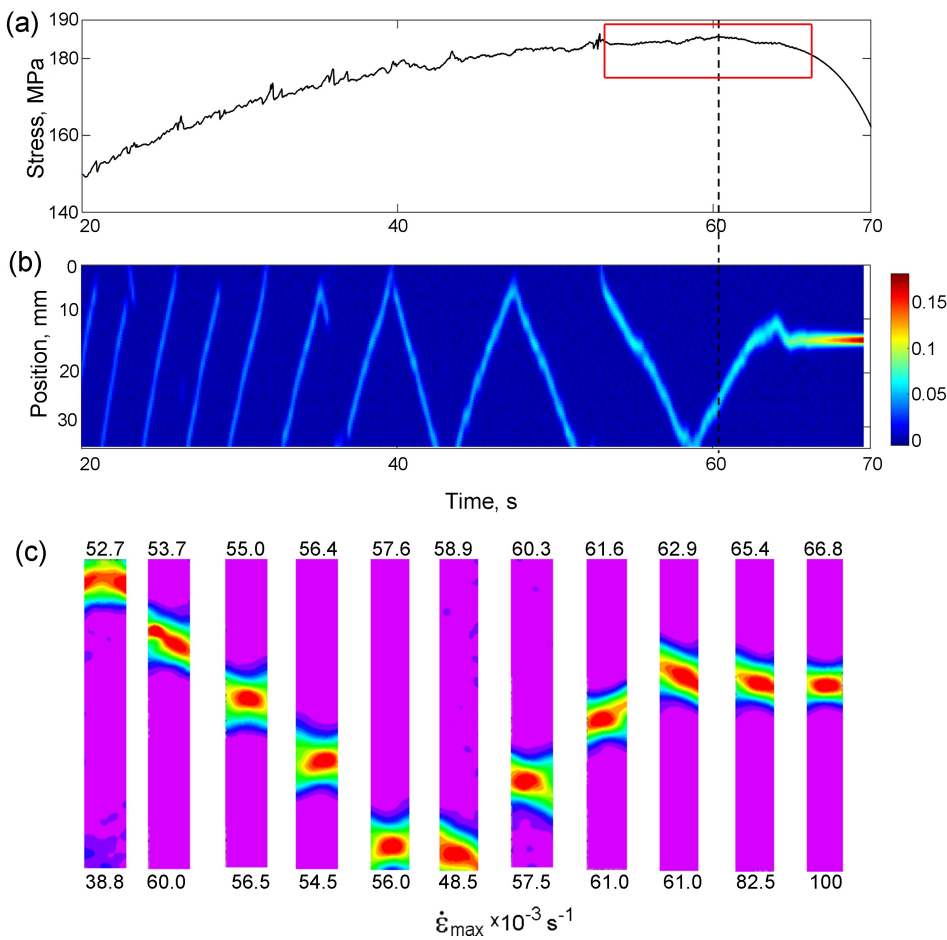 (a)
190
180
160
140
Stress, MPa
20 40 60 70
(b)
0
10
20
30
Position, mm
0.15
0.1
0.05
0
20 40 60 70
Time, s
(c)
52.7 53.7 55.0 56.4 57.6 58.9 60.3 61.6 62.9 65.4 66.8
38.8 60.0 56.5 54.5 56.0 48.5 57.5 61.0 61.0 82.5 100
ε̇max ×10⁻³ s⁻¹